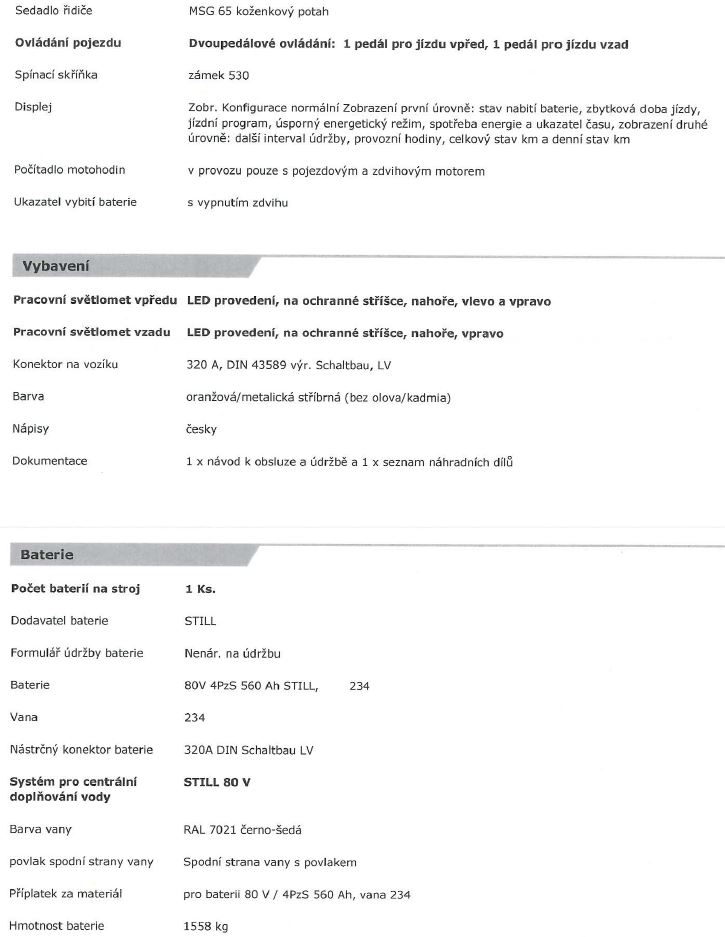 Sedadlo řidiče MSG 65 koženkový potah
Ovládání pojezdu Dvoupedálové ovládání: 1 pedál pro jízdu vpřed, 1 pedál pro jízdu vzad
Spínací skříňka zámek 530
Displej Zobr. Konfigurace normální Zobrazení první úrovně: stav nabití baterie, zbytková doba jízdy,
jízdní program, úsporný energetický režim, spotřeba energie a ukazatel času, zobrazení druhé
úrovně: další interval údržby, provozní hodiny, celkový stav km a denní stav km
Počítadlo motohodin v provozu pouze s pojezdovým a zdvihovým motorem
Ukazatel vybití baterie s vypnutím zdvihu
Vybavení
Pracovní světlomet vpředu LED provedení, na ochranné stříšce, nahoře, vlevo a vpravo
Pracovní světlomet vzadu LED provedení, na ochranné stříšce, nahoře, vpravo
Konektor na vozíku 320 A, DIN 43589 výr. Schaltbau, LV
Barva oranžová/metalická stříbrná (bez olova/kadmia)
Nápisy česky
Dokumentace 1 x návod k obsluze a údržbě a 1 x seznam náhradních dílů
Baterie
Počet baterií na stroj 1 Ks.
Dodavatel baterie STILL
Formulář údržby baterie Nenár. na údržbu
Baterie 80V 4PzS 560 Ah STILL, 234
Vana 234
Nástrčný konektor baterie 320A DIN Schaltbau LV
Systém pro centrální STILL 80 V
doplňování vody
Barva vany RAL 7021 černo-šedá
povlak spodní strany vany Spodní strana vany s povlakem
Příplatek za materiál pro baterii 80 V / 4PzS 560 Ah, vana 234
Hmotnost baterie 1558 kg